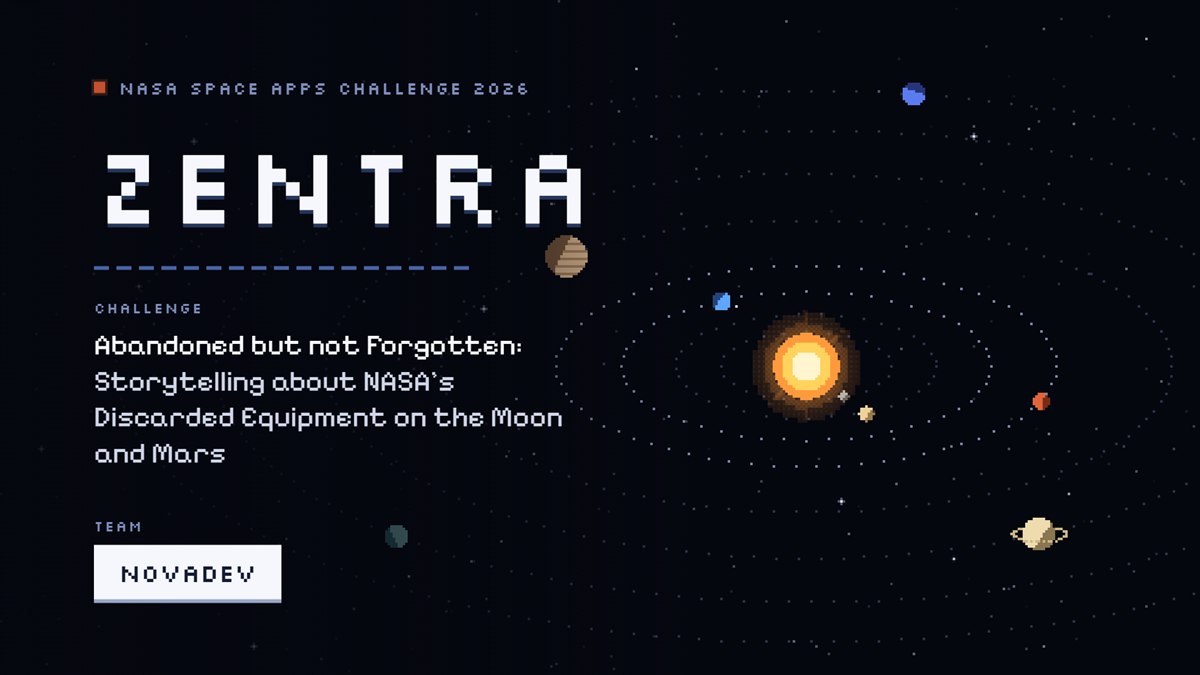 NASA SPACE APPS CHALLENGE 2026
ZENTRA
CHALLENGE
Abandoned but not Forgotten:
Storytelling about NASA's
Discarded Equipment on the Moon
and Mars
TEAM
NOVADEV